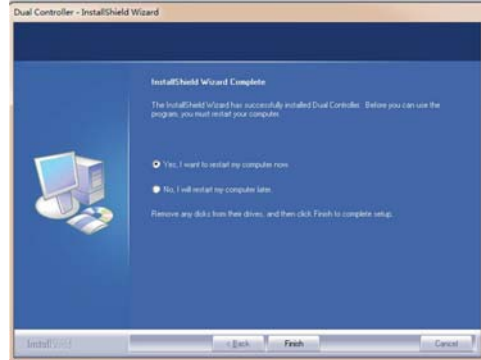 Dual Controller - InstallShield Wizard
InstallShield Wizard Complete
The InstallShield Wizard has successfully installed Dual Controller. Before you can use the
program, you must restart your computer.
Yes, I want to restart my computer now.
No, I will restart my computer later.
Remove any disks from their drives, and then click Finish to complete setup.
InstallShield
< Back
Finish
Cancel